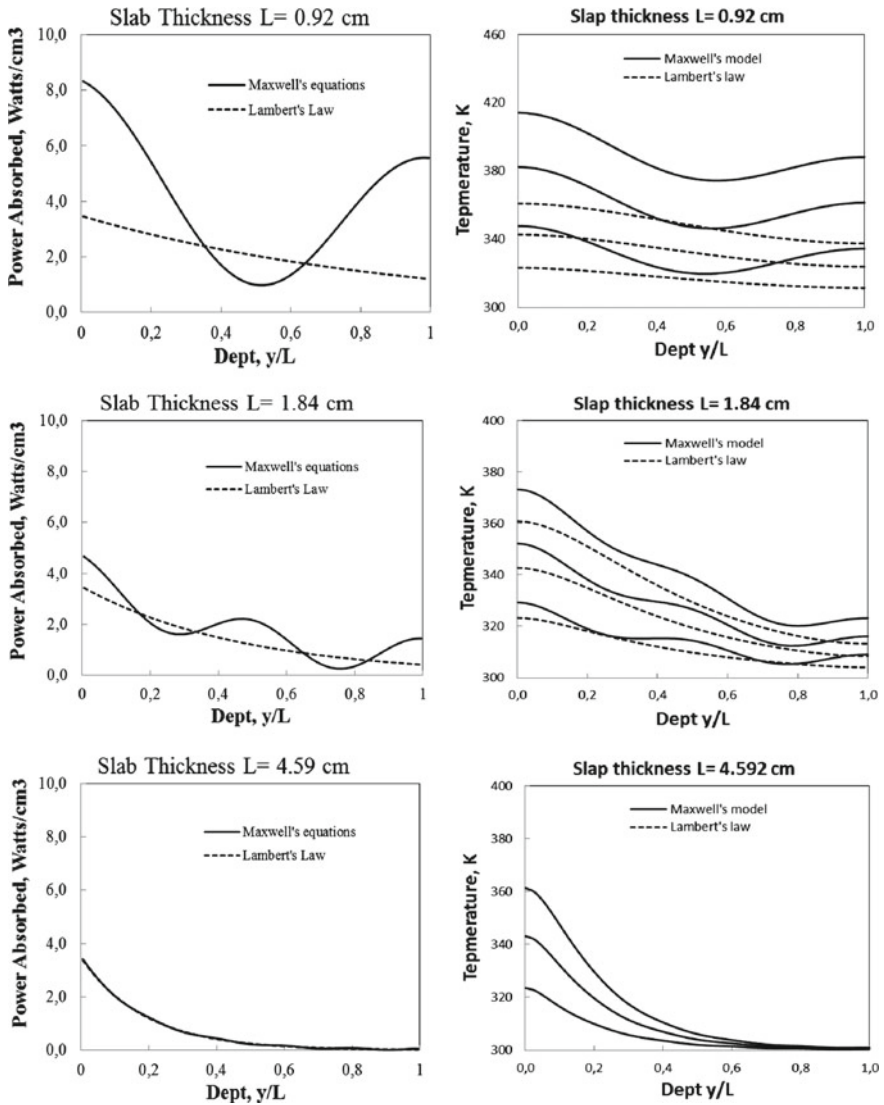 Slab Thickness L= 0.92 cm
Power Absorbed, Watts/cm3
10,0
8,0
6,0
4,0
2,0
0,0
Maxwell's equations
Lambert's Law
0
0,2
0,4
0,6
0,8
1
Dept, y/L
Slap thickness L= 0.92 cm
Tepmerature, K
460
420
380
340
300
Maxwell's model
Lambert's law
0,0
0,2
0,4
0,6
0,8
1,0
Dept y/L
Slab Thickness L= 1.84 cm
Power Absorbed, Watts/cm3
10,0
8,0
6,0
4,0
2,0
0,0
Maxwell's equations
Lambert's Law
0
0,2
0,4
0,6
0,8
1
Dept, y/L
Slap thickness L= 1.84 cm
Tepmerature, K
400
380
360
340
320
300
Maxwell's model
Lambert's law
0,0
0,2
0,4
0,6
0,8
1,0
Dept y/L
Slab Thickness L= 4.59 cm
Power Absorbed, Watts/cm3
10,0
8,0
6,0
4,0
2,0
0,0
Maxwell's equations
Lambert's Law
0
0,2
0,4
0,6
0,8
1
Dept, y/L
Slap thickness L= 4.592 cm
Tepmerature, K
400
380
360
340
320
300
Maxwell's model
Lambert's law
0,0
0,2
0,4
0,6
0,8
1,0
Dept y/L